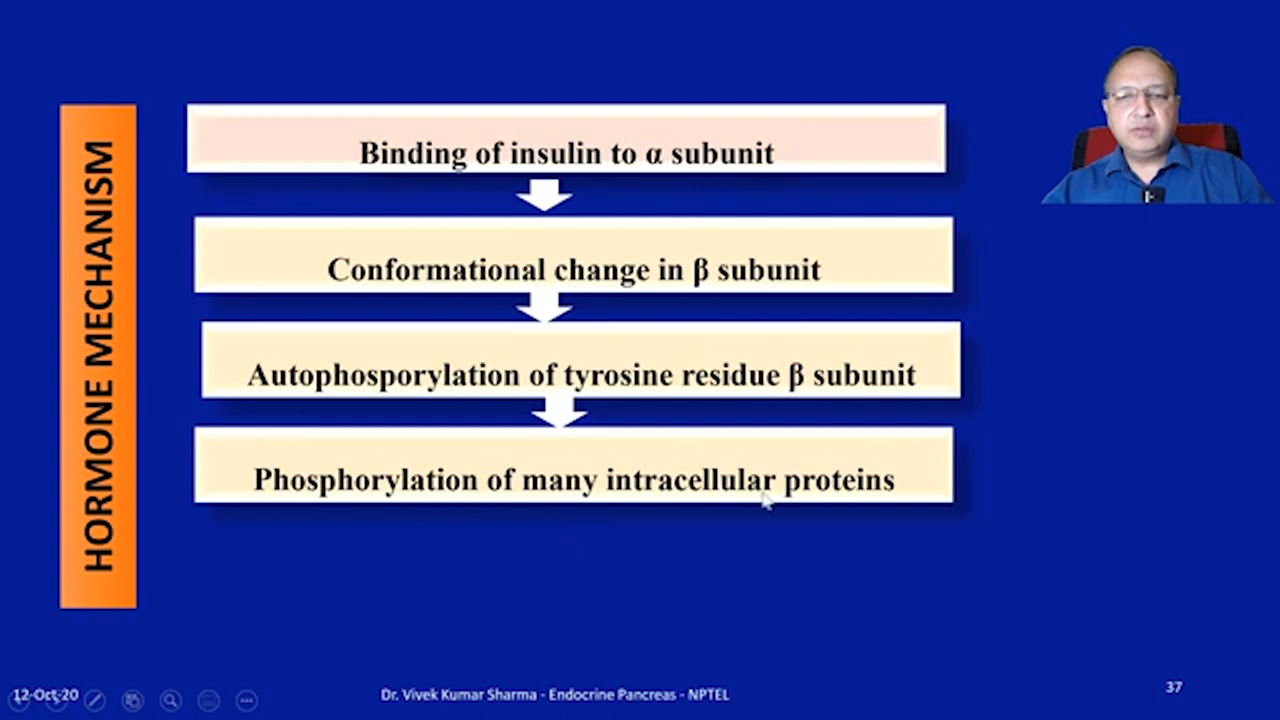 HORMONE MECHANISM
Binding of insulin to α subunit
Conformational change in β subunit
Autophosporylation of tyrosine residue β subunit
Phosphorylation of many intracellular proteins
12-Oct-20
Dr. Vivek Kumar Sharma - Endocrine Pancreas - NPTEL
37